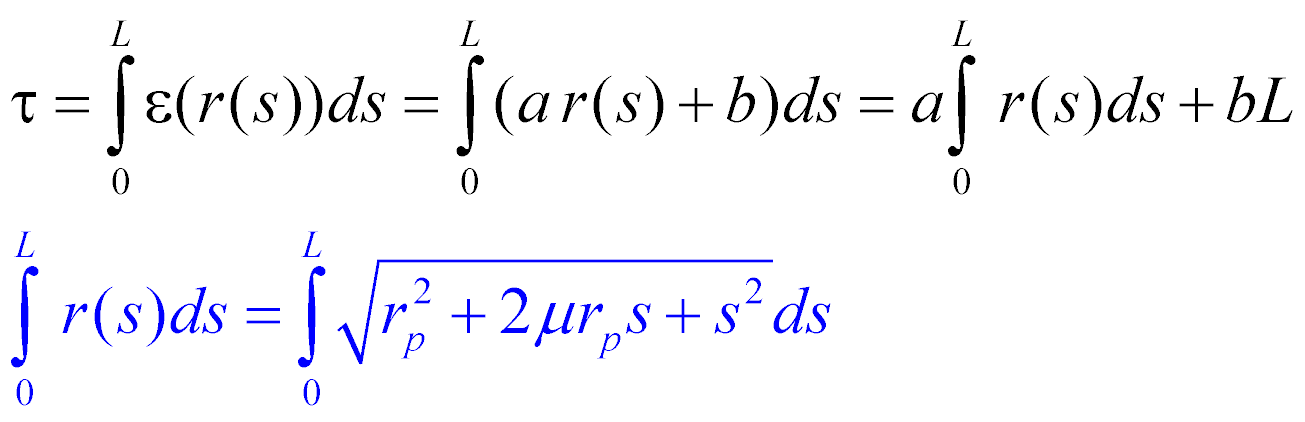 τ = ∫₀ᴸ ε(r(s))ds = ∫₀ᴸ (a r(s) + b)ds = a∫₀ᴸ r(s)ds + bL
∫₀ᴸ r(s)ds = ∫₀ᴸ √(r_p² + 2μr_p s + s²) ds